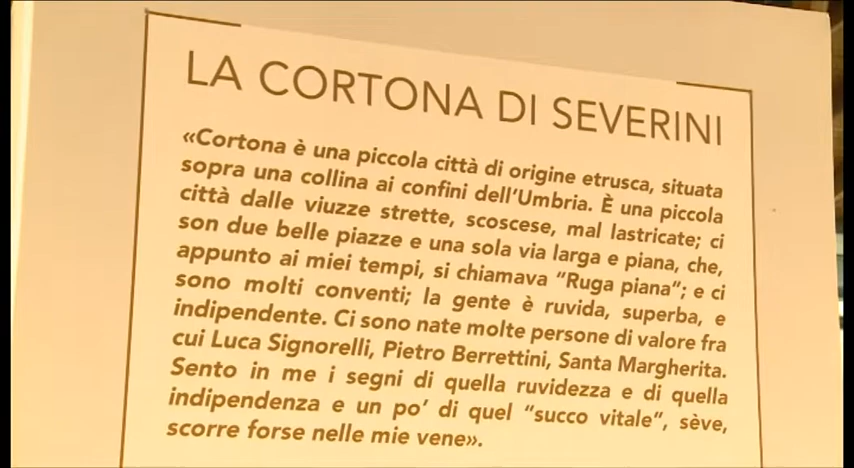 LA CORTONA DI SEVERINI
«Cortona è una piccola città di origine etrusca, situata
sopra una collina ai confini dell'Umbria. È una piccola
città dalle viuzze strette, scoscese, mal lastricate; ci
son due belle piazze e una sola via larga e piana, che,
appunto ai miei tempi, si chiamava "Ruga piana"; e ci
sono molti conventi; la gente è ruvida, superba, e
indipendente. Ci sono nate molte persone di valore fra
cui Luca Signorelli, Pietro Berrettini, Santa Margherita.
Sento in me i segni di quella ruvidezza e di quella
indipendenza e un po' di quel "succo vitale", sève,
scorre forse nelle mie vene».